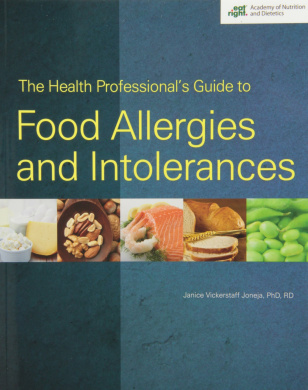 eat right. Academy of Nutrition
and Dietetics
The Health Professional's Guide to
Food Allergies
and Intolerances
Janice Vickerstaff Joneja, PhD, RD